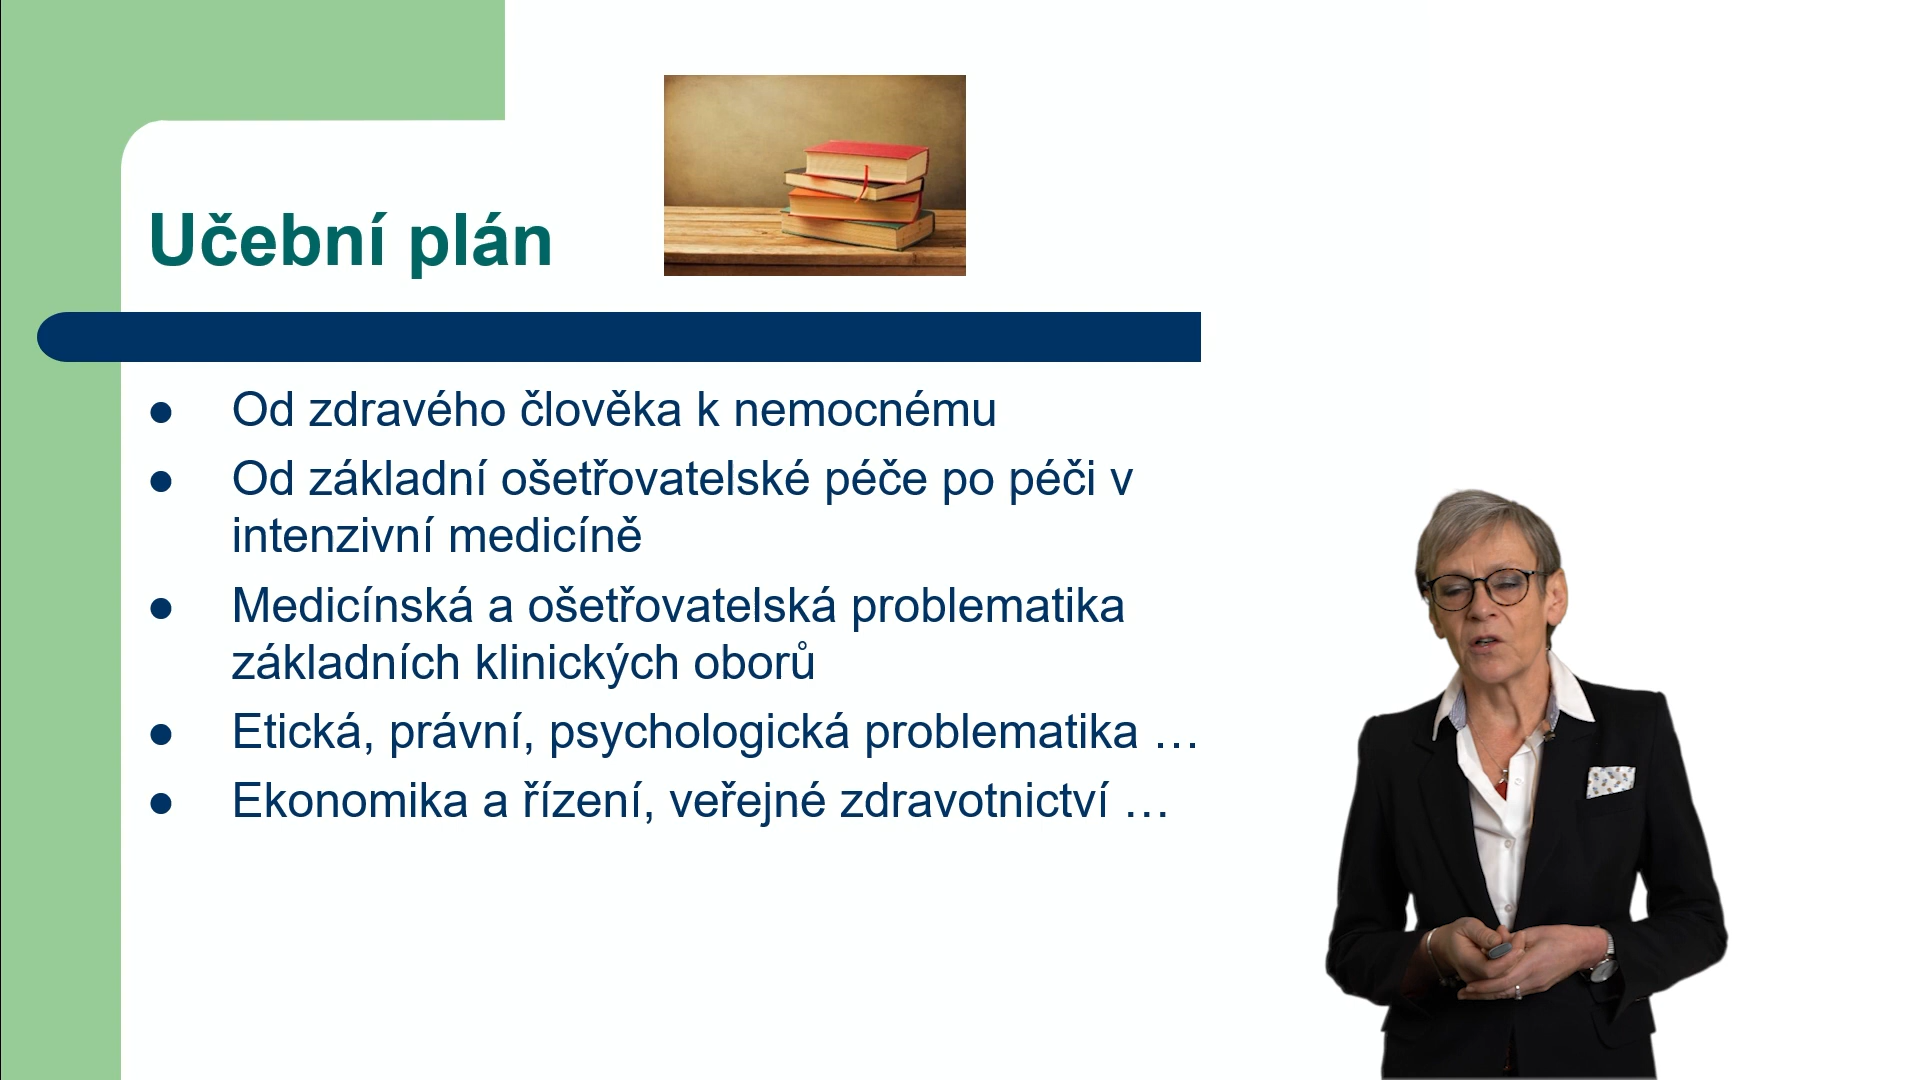 Učební plán
● Od zdravého člověka k nemocnému
● Od základní ošetřovatelské péče po péči v
intenzivní medicíně
● Medicínská a ošetřovatelská problematika
základních klinických oborů
● Etická, právní, psychologická problematika …
● Ekonomika a řízení, veřejné zdravotnictví …